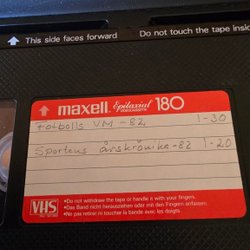 This side faces forward Do not touch the tape inside
maxell Epitaxial VIDEOCASSETTE 180
Fotbolls VM -82 1-30
Sportens årskrönika -82 1-20
VHS
•Do not withdraw the tape or handle it with your fingers.
•Das Band nicht herausziehen oder mit den Fingern anfassen.
•Ne pas retirer ni toucher la bande avec les doigts.